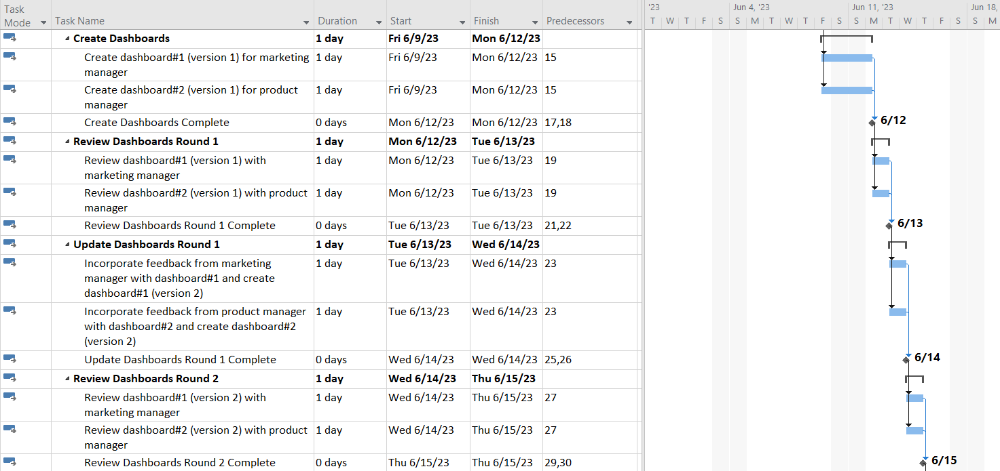 Task
Mode
Task Name
Duration
Start
Finish
Predecessors
'23
Jun 4, '23
Jun 11, '23
Jun 18,
T W T F S S M T W T F S S M T W T F S S M
Create Dashboards 1 day Fri 6/9/23 Mon 6/12/23
Create dashboard#1 (version 1) for marketing 1 day Fri 6/9/23 Mon 6/12/23 15
manager
Create dashboard#2 (version 1) for product 1 day Fri 6/9/23 Mon 6/12/23 15
manager
Create Dashboards Complete 0 days Mon 6/12/23 Mon 6/12/23 17,18 6/12
Review Dashboards Round 1 1 day Mon 6/12/23 Tue 6/13/23
Review dashboard#1 (version 1) with 1 day Mon 6/12/23 Tue 6/13/23 19
marketing manager
Review dashboard#2 (version 1) with product 1 day Mon 6/12/23 Tue 6/13/23 19
manager
Review Dashboards Round 1 Complete 0 days Tue 6/13/23 Tue 6/13/23 21,22 6/13
Update Dashboards Round 1 1 day Tue 6/13/23 Wed 6/14/23
Incorporate feedback from marketing 1 day Tue 6/13/23 Wed 6/14/23 23
manager with dashboard#1 and create
dashboard#1 (version 2)
Incorporate feedback from product manager 1 day Tue 6/13/23 Wed 6/14/23 23
with dashboard#2 and create dashboard#2
(version 2)
Update Dashboards Round 1 Complete 0 days Wed 6/14/23 Wed 6/14/23 25,26 6/14
Review Dashboards Round 2 1 day Wed 6/14/23 Thu 6/15/23
Review dashboard#1 (version 2) with 1 day Wed 6/14/23 Thu 6/15/23 27
marketing manager
Review dashboard#2 (version 2) with product 1 day Wed 6/14/23 Thu 6/15/23 27
manager
Review Dashboards Round 2 Complete 0 days Thu 6/15/23 Thu 6/15/23 29,30 6/15